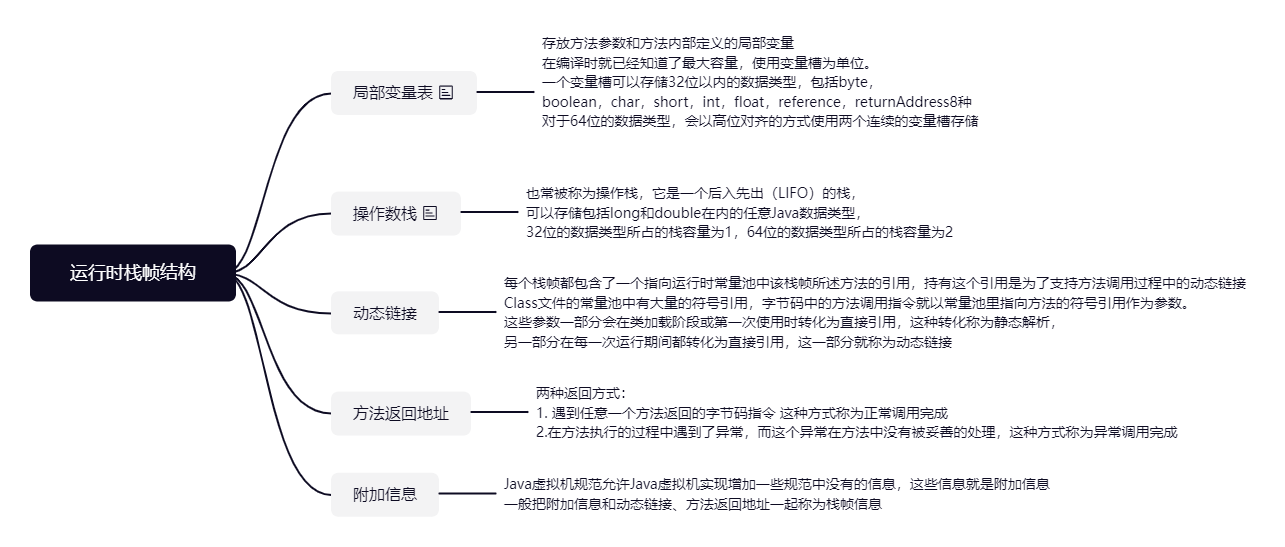 运行时栈帧结构
局部变量表
存放方法参数和方法内部定义的局部变量
在编译时就已经知道了最大容量，使用变量槽为单位。
一个变量槽可以存储32位以内的数据类型，包括byte，
boolean，char，short，int，float，reference，returnAddress8种
对于64位的数据类型，会以高位对齐的方式使用两个连续的变量槽存储
操作数栈
也常被称为操作栈，它是一个后入先出（LIFO）的栈，
可以存储包括long和double在内的任意Java数据类型，
32位的数据类型所占的栈容量为1，64位的数据类型所占的栈容量为2
动态链接
每个栈帧都包含了一个指向运行时常量池中该栈帧所述方法的引用，持有这个引用是为了支持方法调用过程中的动态链接
Class文件的常量池中有大量的符号引用，字节码中的方法调用指令就以常量池里指向方法的符号引用作为参数。
这些参数一部分会在类加载阶段或第一次使用时转化为直接引用，这种转化称为静态解析，
另一部分在每一次运行期间都转化为直接引用，这一部分就称为动态链接
方法返回地址
两种返回方式：
1. 遇到任意一个方法返回的字节码指令 这种方式称为正常调用完成
2.在方法执行的过程中遇到了异常，而这个异常在方法中没有被妥善的处理，这种方式称为异常调用完成
附加信息
Java虚拟机规范允许Java虚拟机实现增加一些规范中没有的信息，这些信息就是附加信息
一般把附加信息和动态链接、方法返回地址一起称为栈帧信息